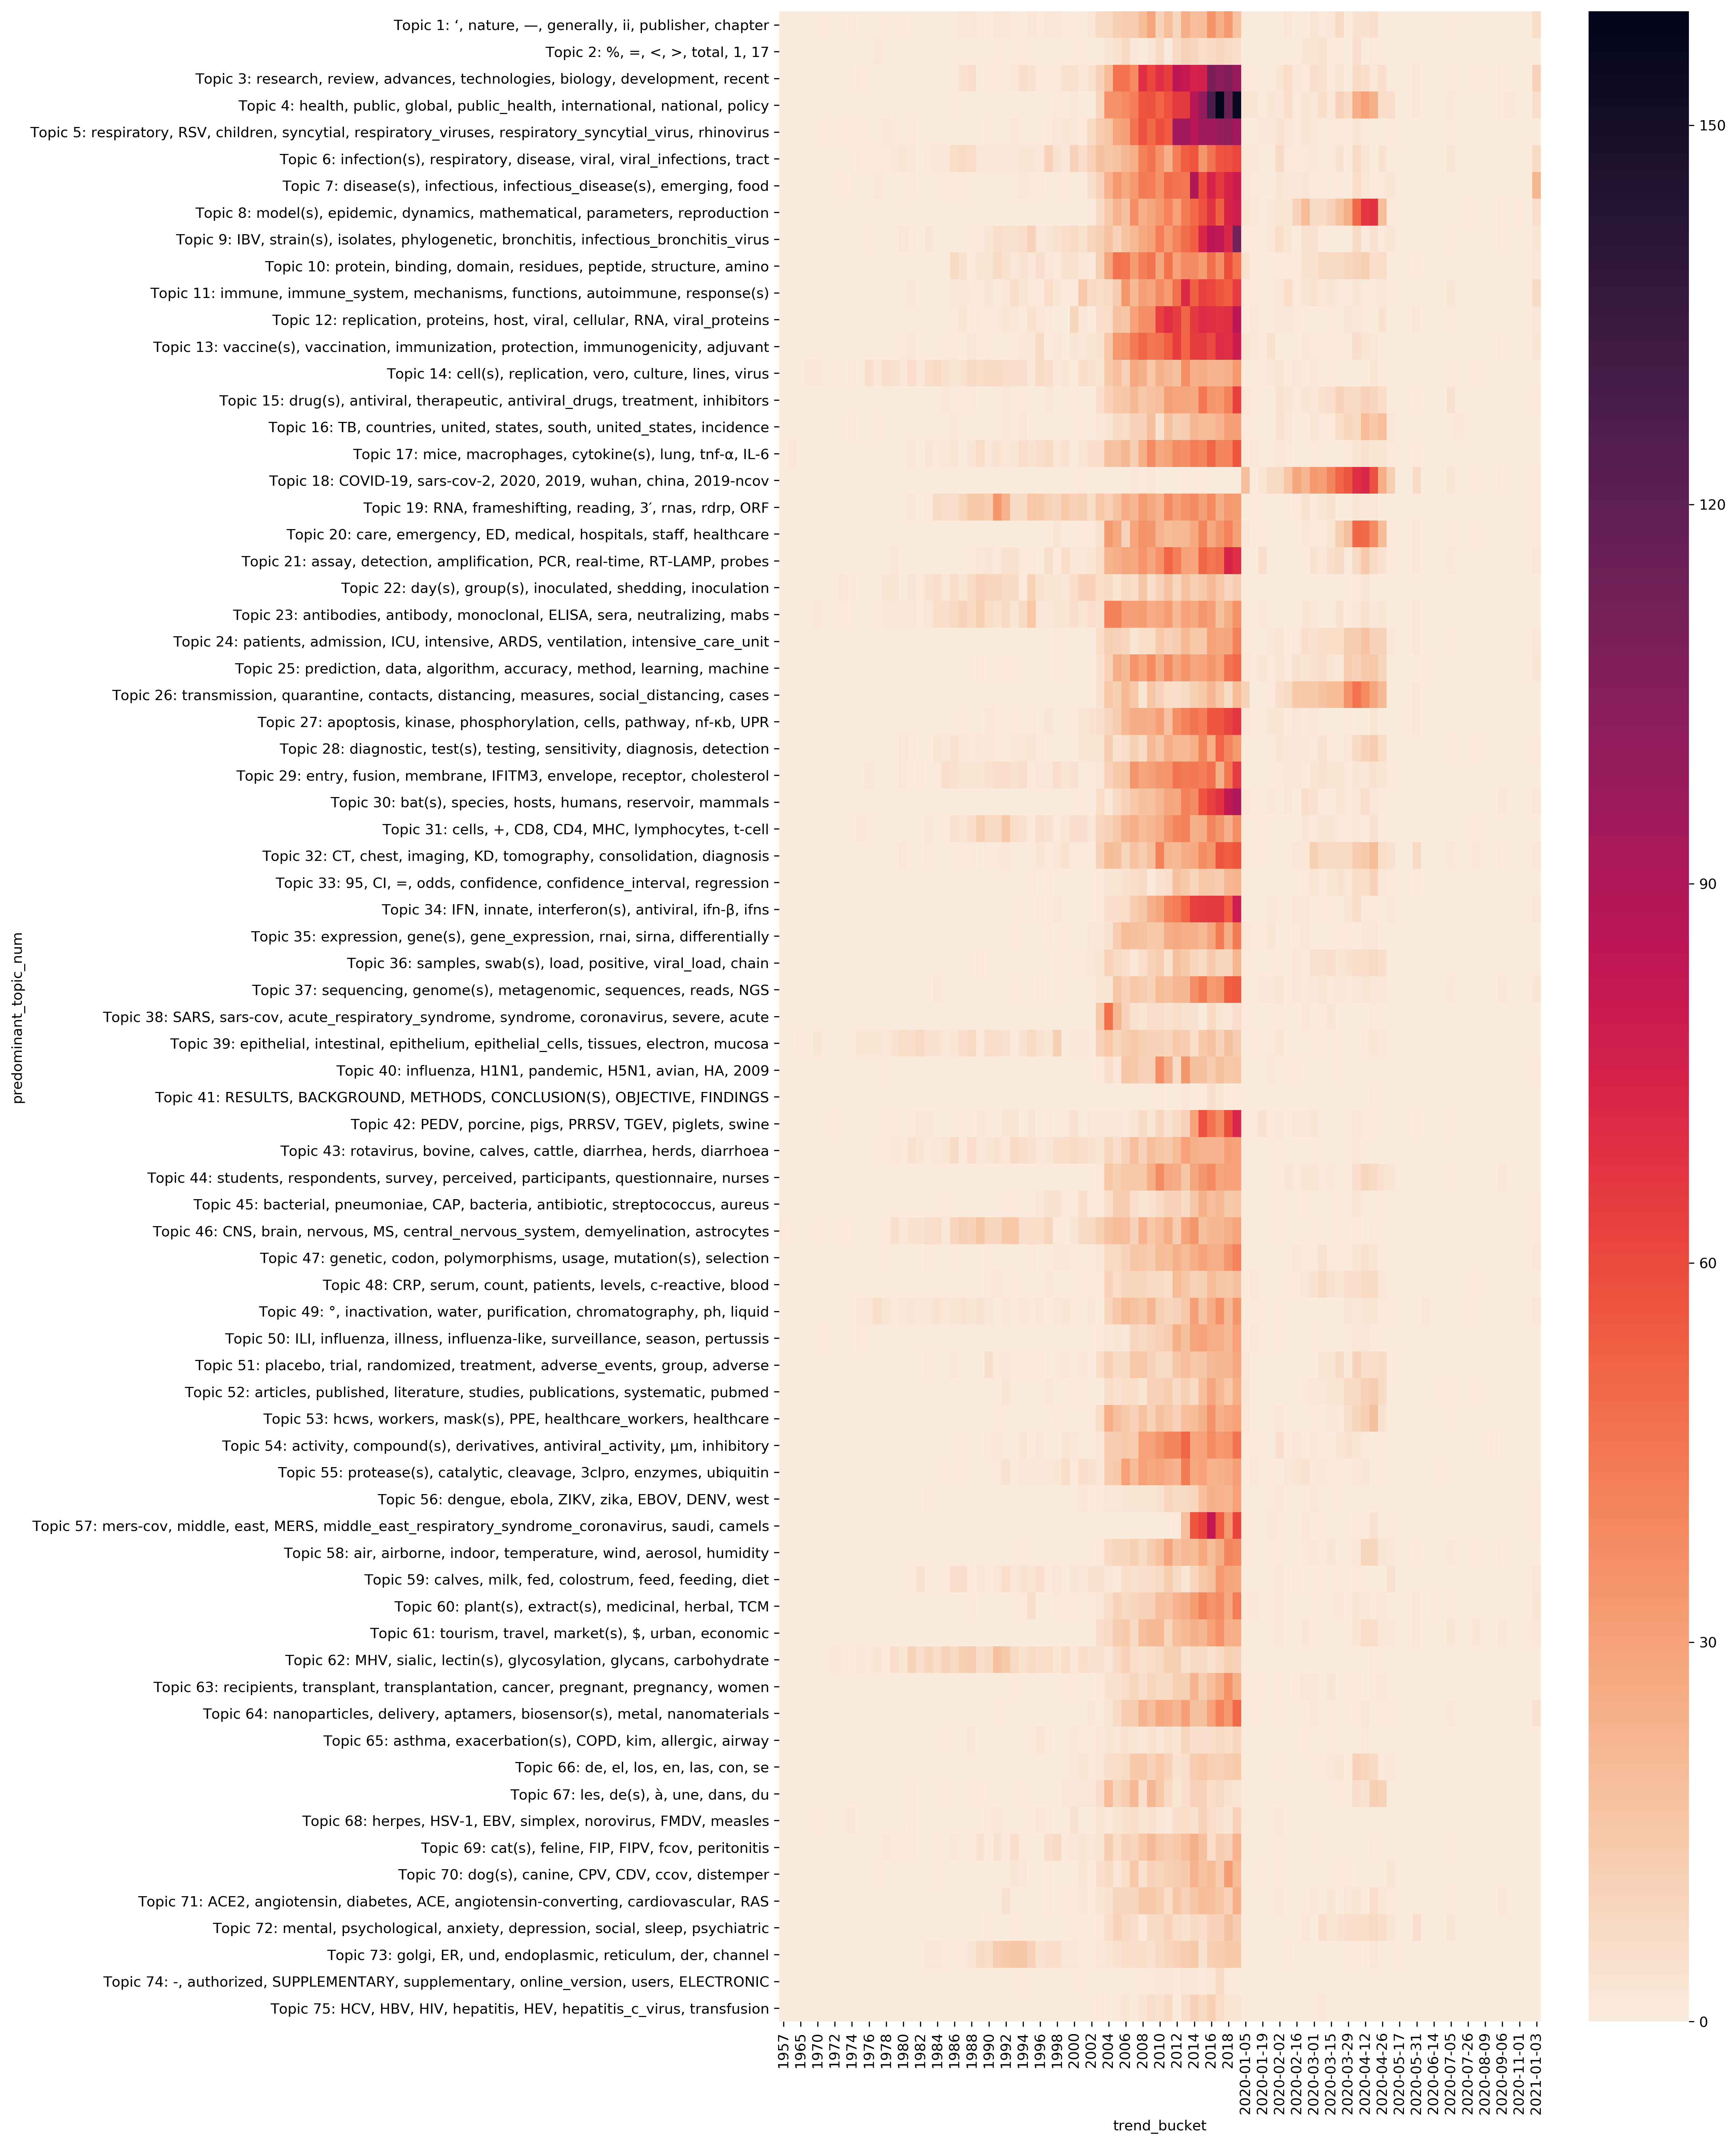 Topic 1: ‘, nature, —, generally, ii, publisher, chapter
Topic 2: %, =, <, >, total, 1, 17
Topic 3: research, review, advances, technologies, biology, development, recent
Topic 4: health, public, global, public_health, international, national, policy
Topic 5: respiratory, RSV, children, syncytial, respiratory_viruses, respiratory_syncytial_virus, rhinovirus
Topic 6: infection(s), respiratory, disease, viral, viral_infections, tract
Topic 7: disease(s), infectious, infectious_disease(s), emerging, food
Topic 8: model(s), epidemic, dynamics, mathematical, parameters, reproduction
Topic 9: IBV, strain(s), isolates, phylogenetic, bronchitis, infectious_bronchitis_virus
Topic 10: protein, binding, domain, residues, peptide, structure, amino
Topic 11: immune, immune_system, mechanisms, functions, autoimmune, response(s)
Topic 12: replication, proteins, host, viral, cellular, RNA, viral_proteins
Topic 13: vaccine(s), vaccination, immunization, protection, immunogenicity, adjuvant
Topic 14: cell(s), replication, vero, culture, lines, virus
Topic 15: drug(s), antiviral, therapeutic, antiviral_drugs, treatment, inhibitors
Topic 16: TB, countries, united, states, south, united_states, incidence
Topic 17: mice, macrophages, cytokine(s), lung, tnf-α, IL-6
Topic 18: COVID-19, sars-cov-2, 2020, 2019, wuhan, china, 2019-ncov
Topic 19: RNA, frameshifting, reading, 3′, rnas, rdrp, ORF
Topic 20: care, emergency, ED, medical, hospitals, staff, healthcare
Topic 21: assay, detection, amplification, PCR, real-time, RT-LAMP, probes
Topic 22: day(s), group(s), inoculated, shedding, inoculation
Topic 23: antibodies, antibody, monoclonal, ELISA, sera, neutralizing, mabs
Topic 24: patients, admission, ICU, intensive, ARDS, ventilation, intensive_care_unit
Topic 25: prediction, data, algorithm, accuracy, method, learning, machine
Topic 26: transmission, quarantine, contacts, distancing, measures, social_distancing, cases
Topic 27: apoptosis, kinase, phosphorylation, cells, pathway, nf-κb, UPR
Topic 28: diagnostic, test(s), testing, sensitivity, diagnosis, detection
Topic 29: entry, fusion, membrane, IFITM3, envelope, receptor, cholesterol
Topic 30: bat(s), species, hosts, humans, reservoir, mammals
Topic 31: cells, +, CD8, CD4, MHC, lymphocytes, t-cell
Topic 32: CT, chest, imaging, KD, tomography, consolidation, diagnosis
Topic 33: 95, CI, =, odds, confidence, confidence_interval, regression
Topic 34: IFN, innate, interferon(s), antiviral, ifn-β, ifns
Topic 35: expression, gene(s), gene_expression, rnai, sirna, differentially
Topic 36: samples, swab(s), load, positive, viral_load, chain
Topic 37: sequencing, genome(s), metagenomic, sequences, reads, NGS
Topic 38: SARS, sars-cov, acute_respiratory_syndrome, syndrome, coronavirus, severe, acute
Topic 39: epithelial, intestinal, epithelium, epithelial_cells, tissues, electron, mucosa
Topic 40: influenza, H1N1, pandemic, H5N1, avian, HA, 2009
Topic 41: RESULTS, BACKGROUND, METHODS, CONCLUSION(S), OBJECTIVE, FINDINGS
Topic 42: PEDV, porcine, pigs, PRRSV, TGEV, piglets, swine
Topic 43: rotavirus, bovine, calves, cattle, diarrhea, herds, diarrhoea
Topic 44: students, respondents, survey, perceived, participants, questionnaire, nurses
Topic 45: bacterial, pneumoniae, CAP, bacteria, antibiotic, streptococcus, aureus
Topic 46: CNS, brain, nervous, MS, central_nervous_system, demyelination, astrocytes
Topic 47: genetic, codon, polymorphisms, usage, mutation(s), selection
Topic 48: CRP, serum, count, patients, levels, c-reactive, blood
Topic 49: °, inactivation, water, purification, chromatography, ph, liquid
Topic 50: ILI, influenza, illness, influenza-like, surveillance, season, pertussis
Topic 51: placebo, trial, randomized, treatment, adverse_events, group, adverse
Topic 52: articles, published, literature, studies, publications, systematic, pubmed
Topic 53: hcws, workers, mask(s), PPE, healthcare_workers, healthcare
Topic 54: activity, compound(s), derivatives, antiviral_activity, μm, inhibitory
Topic 55: protease(s), catalytic, cleavage, 3clpro, enzymes, ubiquitin
Topic 56: dengue, ebola, ZIKV, zika, EBOV, DENV, west
Topic 57: mers-cov, middle, east, MERS, middle_east_respiratory_syndrome_coronavirus, saudi, camels
Topic 58: air, airborne, indoor, temperature, wind, aerosol, humidity
Topic 59: calves, milk, fed, colostrum, feed, feeding, diet
Topic 60: plant(s), extract(s), medicinal, herbal, TCM
Topic 61: tourism, travel, market(s), $, urban, economic
Topic 62: MHV, sialic, lectin(s), glycosylation, glycans, carbohydrate
Topic 63: recipients, transplant, transplantation, cancer, pregnant, pregnancy, women
Topic 64: nanoparticles, delivery, aptamers, biosensor(s), metal, nanomaterials
Topic 65: asthma, exacerbation(s), COPD, kim, allergic, airway
Topic 66: de, el, los, en, las, con, se
Topic 67: les, de(s), à, une, dans, du
Topic 68: herpes, HSV-1, EBV, simplex, norovirus, FMDV, measles
Topic 69: cat(s), feline, FIP, FIPV, fcov, peritonitis
Topic 70: dog(s), canine, CPV, CDV, ccov, distemper
Topic 71: ACE2, angiotensin, diabetes, ACE, angiotensin-converting, cardiovascular, RAS
Topic 72: mental, psychological, anxiety, depression, social, sleep, psychiatric
Topic 73: golgi, ER, und, endoplasmic, reticulum, der, channel
Topic 74: -, authorized, SUPPLEMENTARY, supplementary, online_version, users, ELECTRONIC
Topic 75: HCV, HBV, HIV, hepatitis, HEV, hepatitis_c_virus, transfusion
predominant_topic_num
1957
1965
1970
1972
1974
1976
1978
1980
1982
1984
1986
1988
1990
1992
1994
1996
1998
2000
2002
2004
2006
2008
2010
2012
2014
2016
2018
2020-01-05
2020-01-19
2020-02-02
2020-02-16
2020-03-01
2020-03-15
2020-03-29
2020-04-12
2020-04-26
2020-05-17
2020-05-31
2020-06-14
2020-07-05
2020-07-26
2020-08-09
2020-09-06
2020-11-01
2021-01-03
trend_bucket
150
120
90
60
30
0